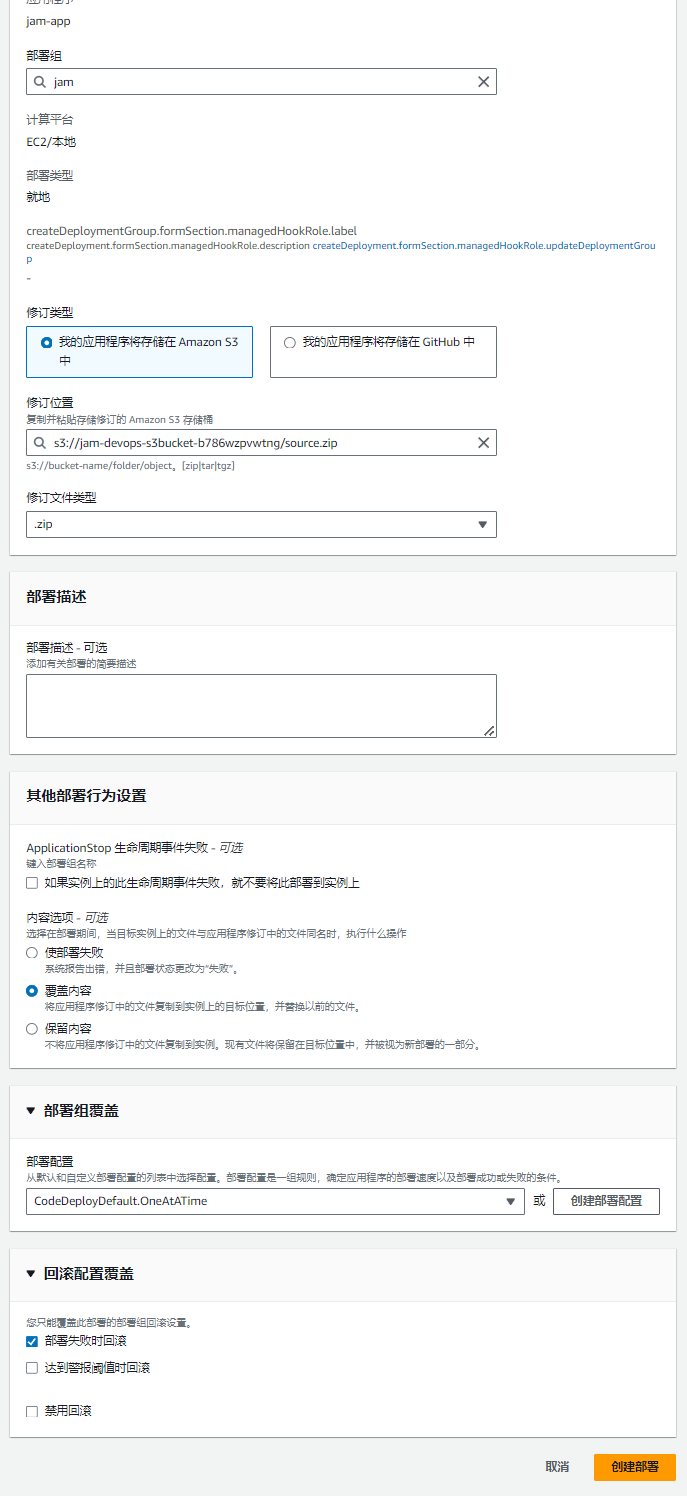 应用程序
jam-app
部署组
jam
计算平台
EC2/本地
部署类型
就地
createDeploymentGroup.formSection.managedHookRole.label
createDeployment.formSection.managedHookRole.description createDeployment.formSection.managedHookRole.updateDeploymentGrou
p
-
修订类型
我的应用程序将存储在 Amazon S3
中
我的应用程序将存储在 GitHub 中
修订位置
复制并粘贴存储修订的 Amazon S3 存储桶
s3://jam-devops-s3bucket-b786wzpvwtng/source.zip
s3://bucket-name/folder/object。[zip|tar|tgz]
修订文件类型
.zip
部署描述
部署描述 - 可选
添加有关部署的简要描述
其他部署行为设置
ApplicationStop 生命周期事件失败 - 可选
键入部署组名称
如果实例上的此生命周期事件失败，就不要将此部署到实例上
内容选项 - 可选
选择在部署期间，当目标实例上的文件与应用程序修订中的文件同名时，执行什么操作
使部署失败
系统报告出错，并且部署状态更改为“失败”。
覆盖内容
将应用程序修订中的文件复制到实例上的目标位置，并替换以前的文件。
保留内容
不将应用程序修订中的文件复制到实例。现有文件将保留在目标位置中，并被视为新部署的一部分。
部署组覆盖
部署配置
从默认和自定义部署配置的列表中选择配置。部署配置是一组规则，确定应用程序的部署速度以及部署成功或失败的条件。
CodeDeployDefault.OneAtATime
或
创建部署配置
回滚配置覆盖
您只能覆盖此部署的部署组回滚设置。
部署失败时回滚
达到警报阈值时回滚
禁用回滚
取消
创建部署